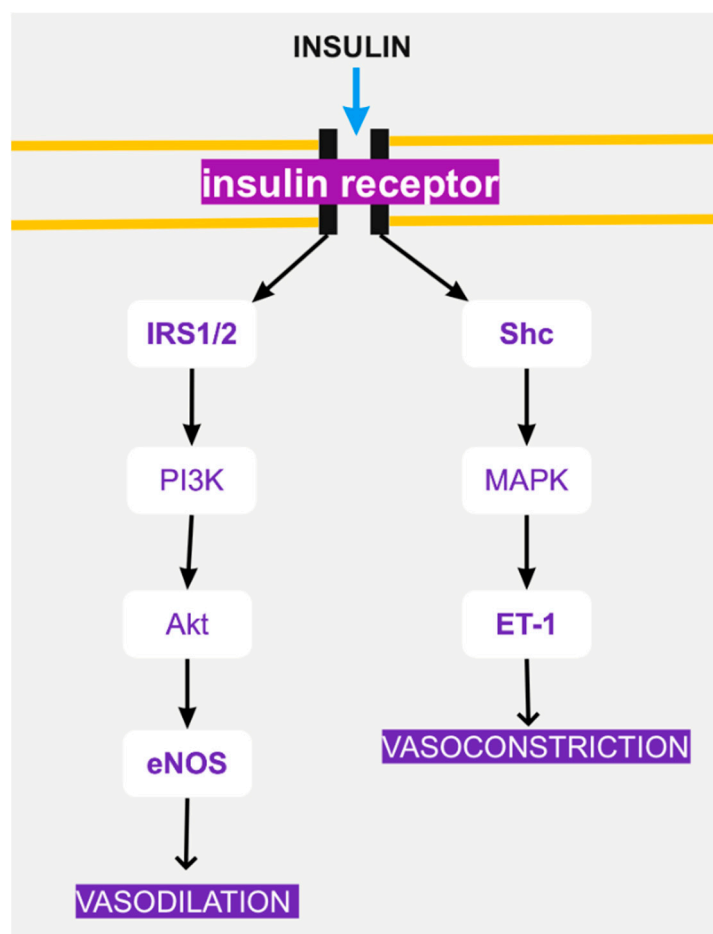 INSULIN
insulin receptor
IRS1/2
Shc
PI3K
MAPK
Akt
ET-1
eNOS
VASOCONSTRICTION
VASODILATION